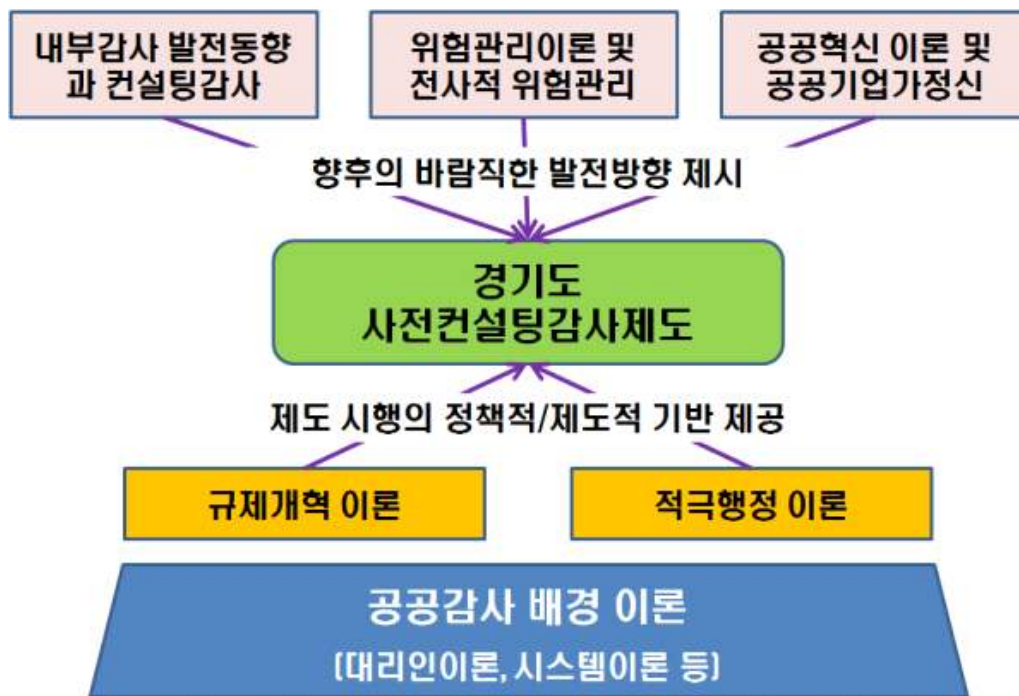 내부감사 발전동향
과 컨설팅감사
위험관리이론 및
전사적 위험관리
공공혁신 이론 및
공공기업가정신
향후의 바람직한 발전방향 제시
경기도
사전컨설팅감사제도
제도 시행의 정책적/제도적 기반 제공
규제개혁 이론
적극행정 이론
공공감사 배경 이론
(대리인이론, 시스템이론 등)